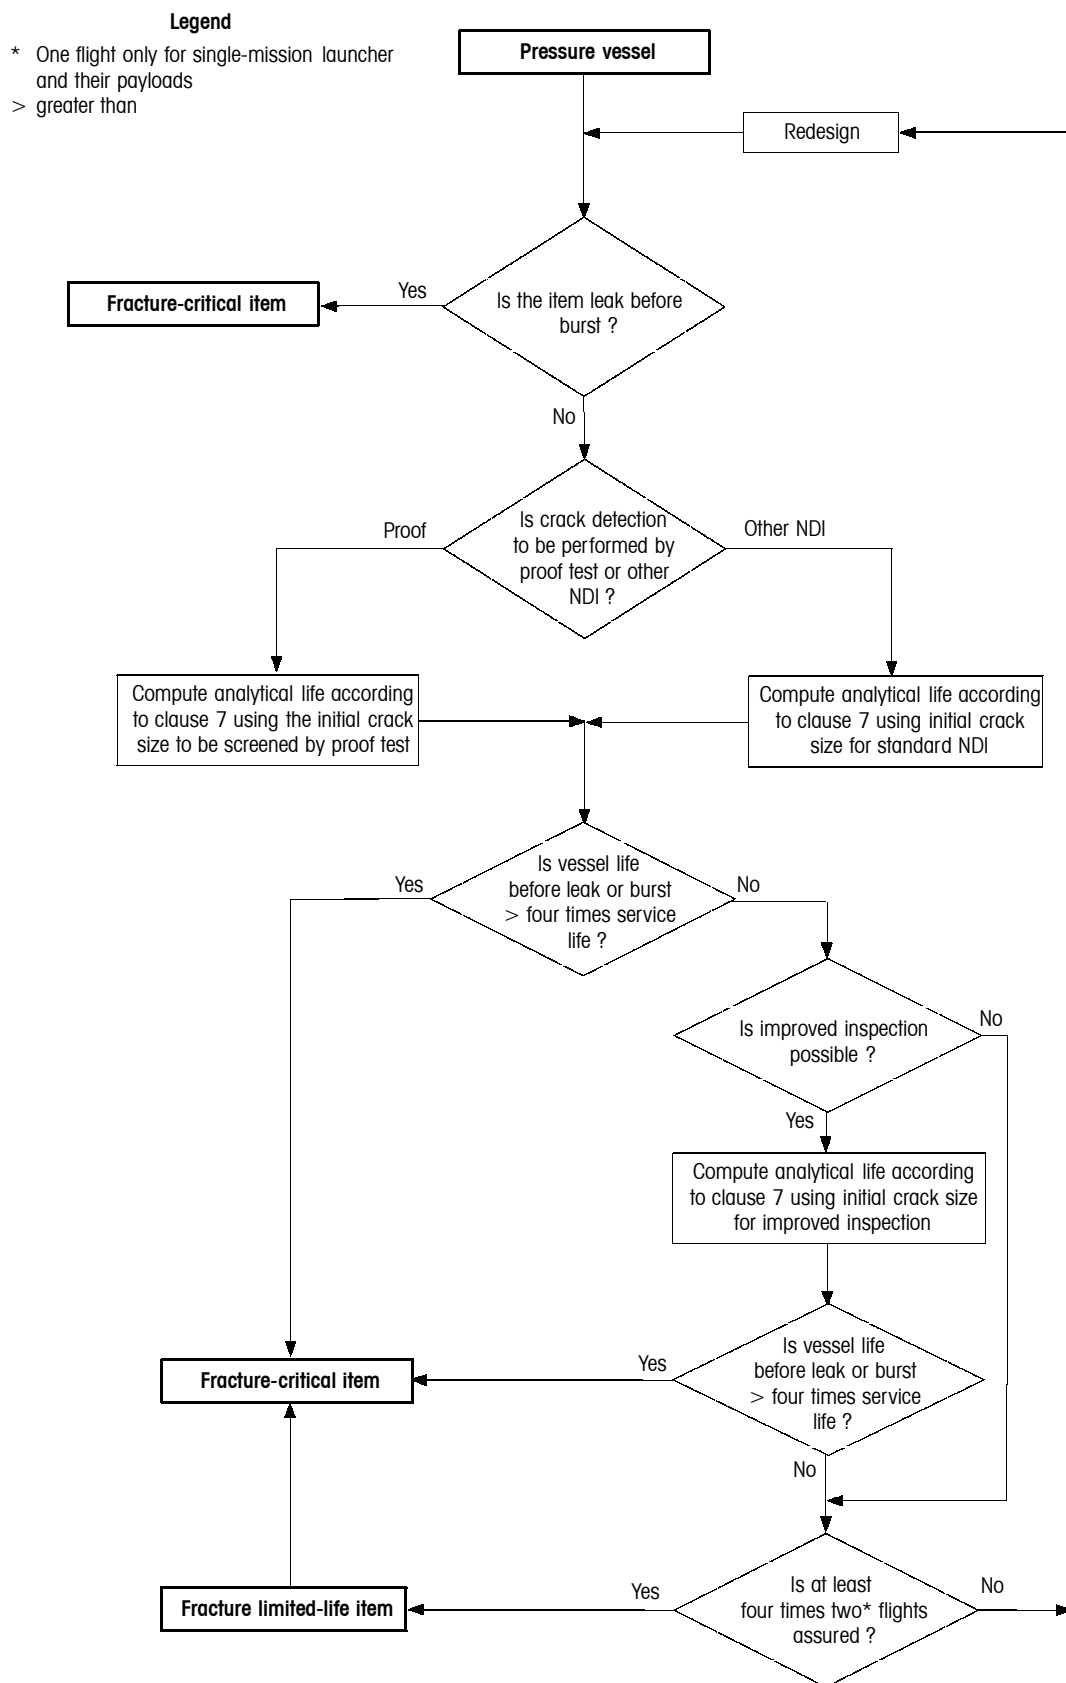 Legend
* One flight only for single-mission launcher
and their payloads
> greater than
Pressure vessel
Redesign
Is the item leak before
burst ?
Yes
Fracture-critical item
No
Is crack detection
to be performed by
proof test or other
NDI ?
Proof
Other NDI
Compute analytical life according
to clause 7 using the initial crack
size to be screened by proof test
Compute analytical life according
to clause 7 using initial crack
size for standard NDI
Is vessel life
before leak or burst
> four times service
life ?
Yes
No
Is improved inspection
possible ?
No
Yes
Compute analytical life according
to clause 7 using initial crack size
for improved inspection
Is vessel life
before leak or burst
> four times service
life ?
Yes
Fracture-critical item
No
Is at least
four times two* flights
assured ?
Yes
No
Fracture limited-life item